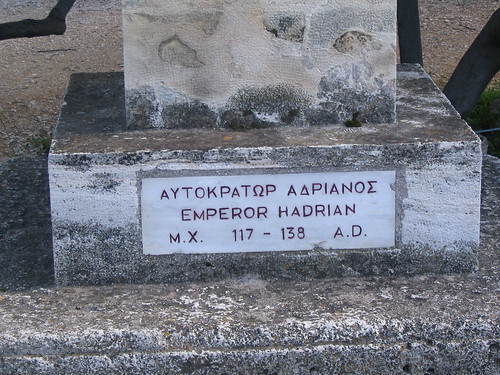 ΑΥΤΟΚΡΑΤΩΡ ΑΔΡΙΑΝΟΣ
EMPEROR HADRIAN
Μ.Χ. 117 - 138 A.D.